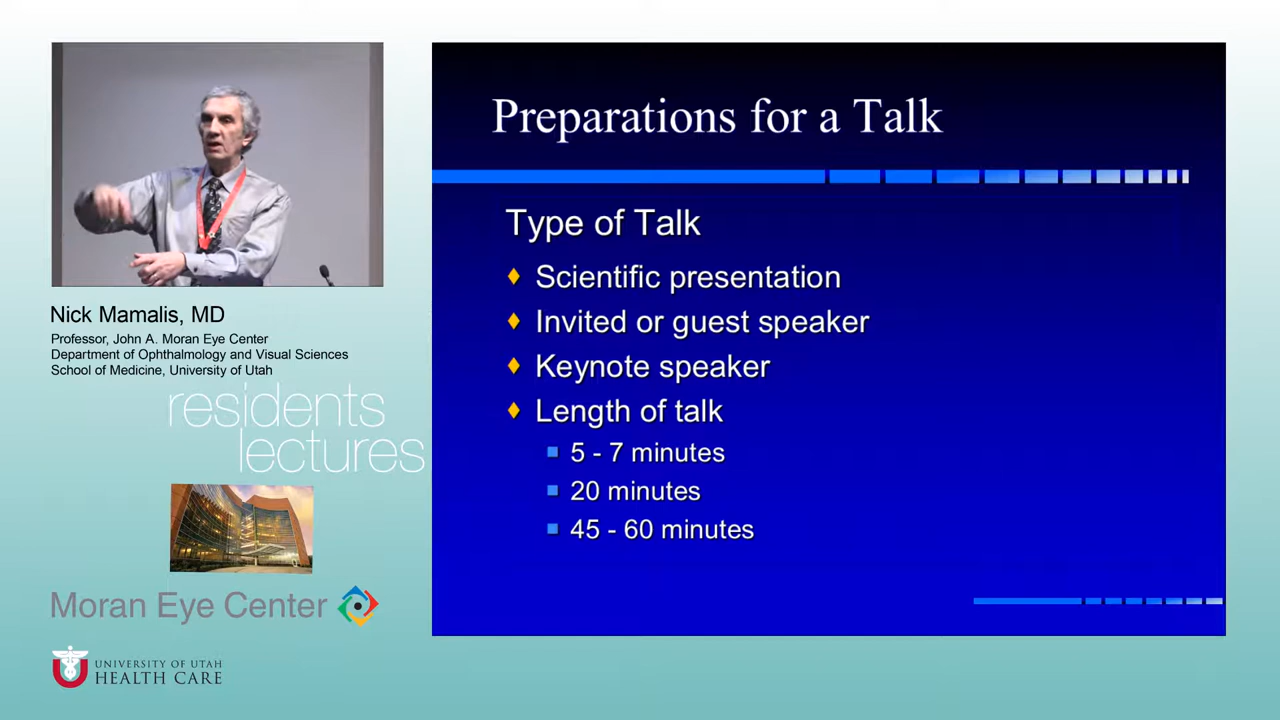 Nick Mamalis, MD
Professor, John A. Moran Eye Center
Department of Ophthalmology and Visual Sciences
School of Medicine, University of Utah
residents
lectures
Moran Eye Center
UNIVERSITY OF UTAH
HEALTH CARE
Preparations for a Talk
Type of Talk
Scientific presentation
Invited or guest speaker
Keynote speaker
Length of talk
5 - 7 minutes
20 minutes
45 - 60 minutes